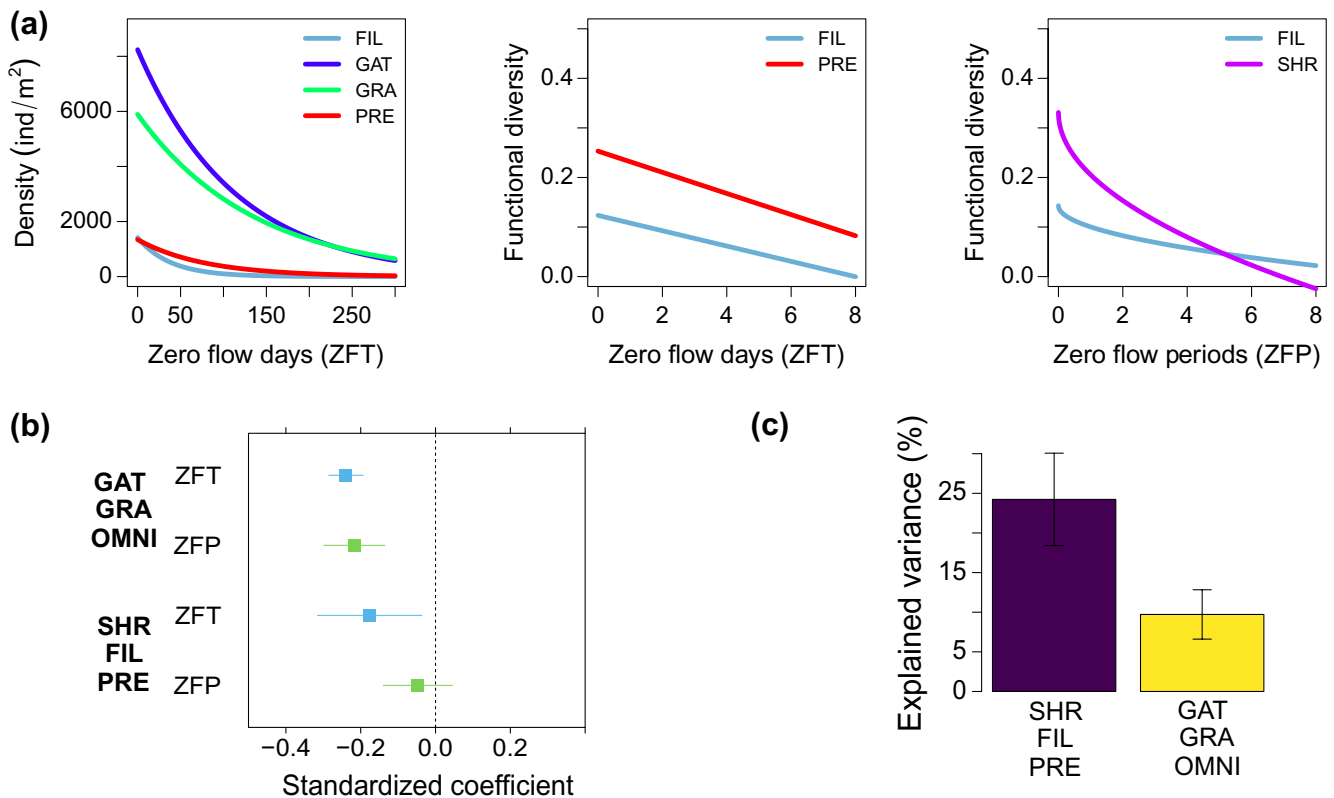 (a)
Density (ind/m²)
6000
2000
0
0 50 150 250
Zero flow days (ZFT)
FIL
GAT
GRA
PRE
Functional diversity
0.4
0.2
0.0
0 2 4 6 8
Zero flow days (ZFT)
FIL
PRE
Functional diversity
0.4
0.2
0.0
0 2 4 6 8
Zero flow periods (ZFP)
FIL
SHR
(b)
GAT
GRA
OMNI
ZFT
ZFP
SHR
FIL
PRE
ZFT
ZFP
−0.4 −0.2 0.0 0.2
Standardized coefficient
(c)
Explained variance (%)
25
15
5
0
SHR
FIL
PRE
GAT
GRA
OMNI